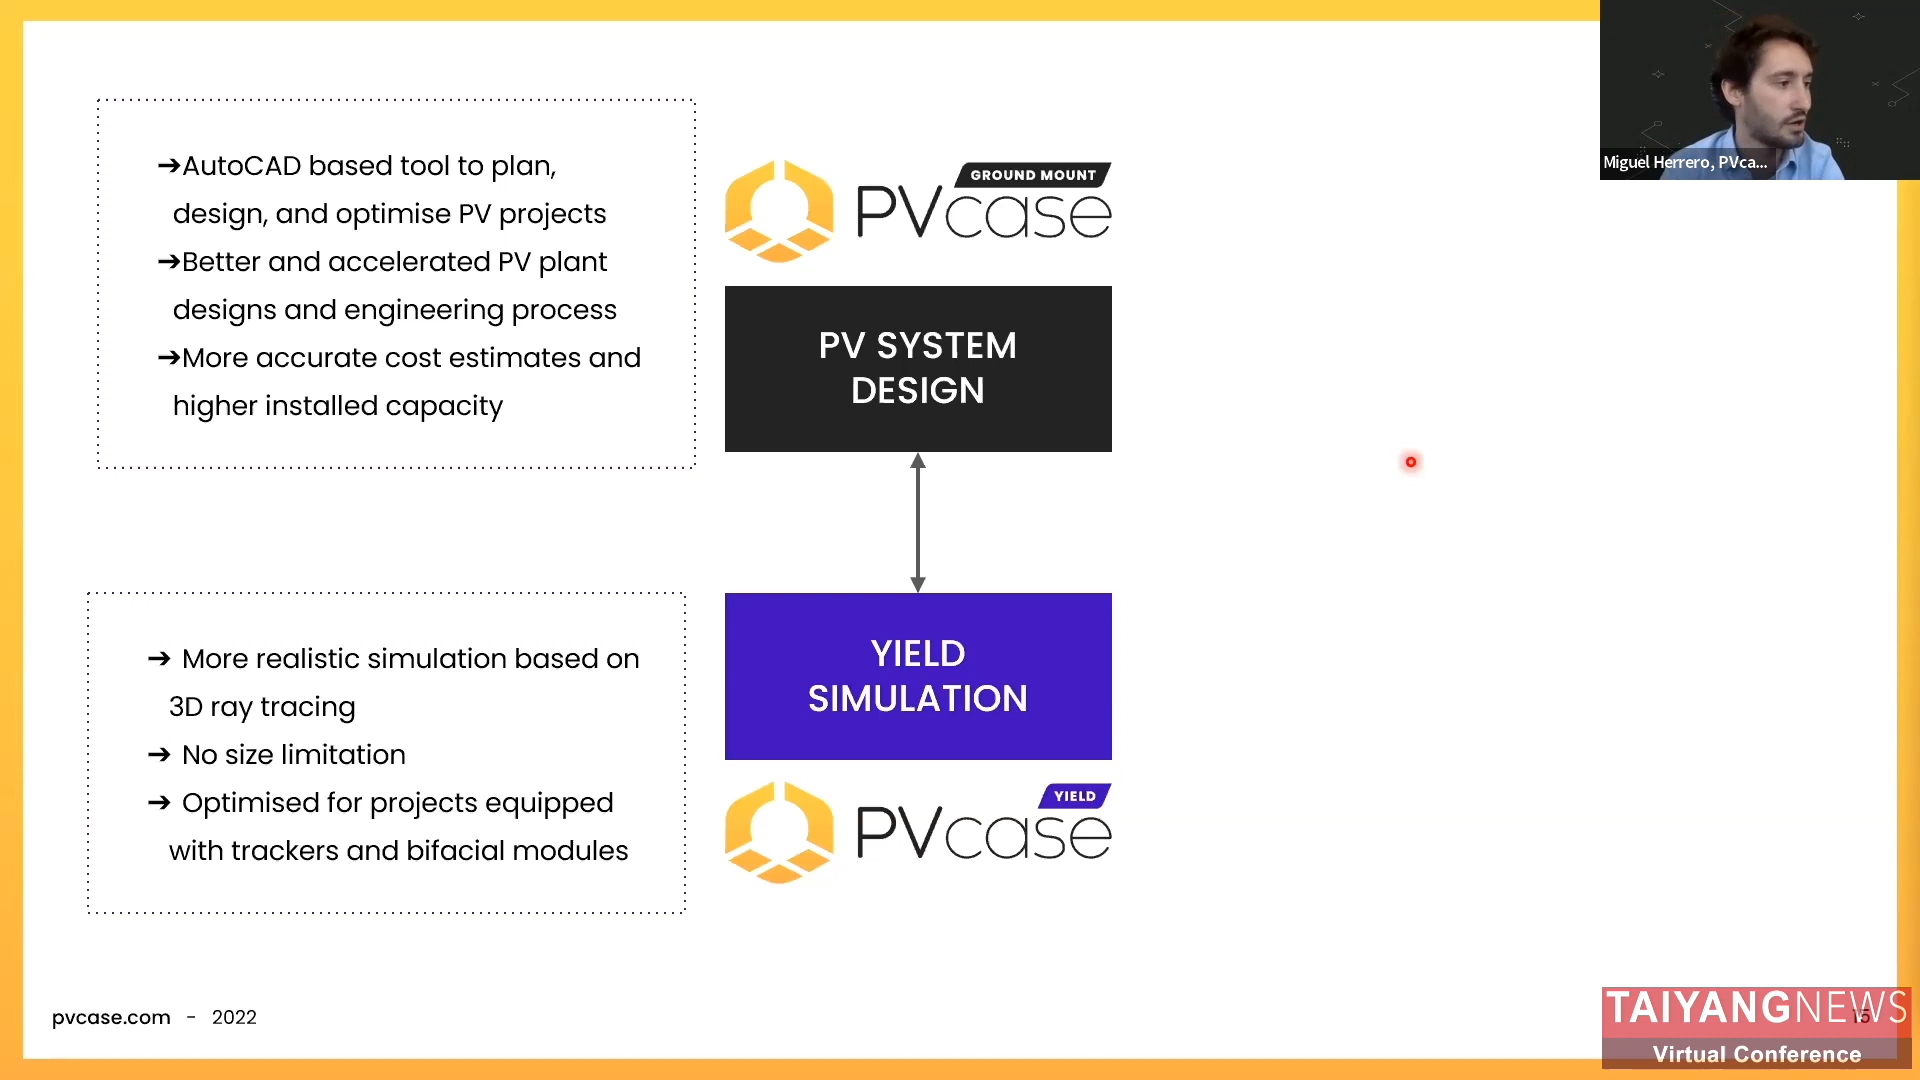 ➔AutoCAD based tool to plan,
design, and optimise PV projects
➔Better and accelerated PV plant
designs and engineering process
➔More accurate cost estimates and
higher installed capacity
GROUND MOUNT
PVcase
PV SYSTEM
DESIGN
Miguel Herrero, PVca...
➔ More realistic simulation based on
3D ray tracing
➔ No size limitation
➔ Optimised for projects equipped
with trackers and bifacial modules
YIELD
SIMULATION
YIELD
PVcase
pvcase.com - 2022
TAIYANGNEWS
15
Virtual Conference